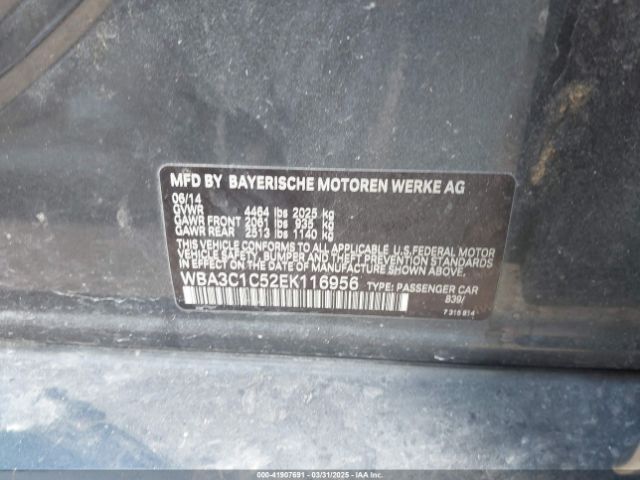 MFD BY BAYERISCHE MOTOREN WERKE AG
06/14
GVWR 4464 lbs 2025 kg
GAWR FRONT 2061 lbs 935 kg
GAWR REAR 2513 lbs 1140 kg
THIS VEHICLE CONFORMS TO ALL APPLICABLE U.S. FEDERAL MOTOR
VEHICLE SAFETY, BUMPER AND THEFT PREVENTION STANDARDS
IN EFFECT ON THE DATE OF MANUFACTURE SHOWN ABOVE.
WBA3C1C52EK116956 TYPE: PASSENGER CAR
B39/
7315814
000-41907691 | 03/31/2025 | IAA Inc.